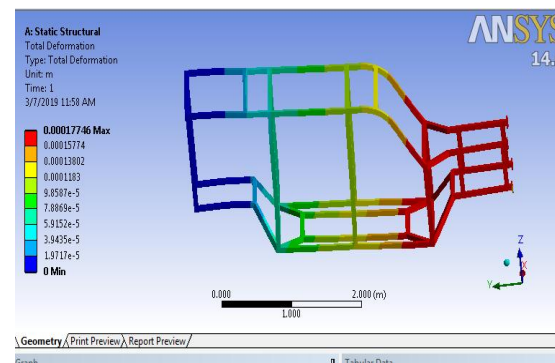 A: Static Structural
Total Deformation
Type: Total Deformation
Unit: m
Time: 1
3/7/2019 11:58 AM
ANSYS
14.
0.00017746 Max
0.00015774
0.00013802
0.0001183
9.8587e-5
7.8869e-5
5.9152e-5
3.9435e-5
1.9717e-5
0 Min
0.000
2.000 (m)
1.000
Z
X
Y
Geometry / Print Preview \ Report Preview /
Graph
Tabular Data